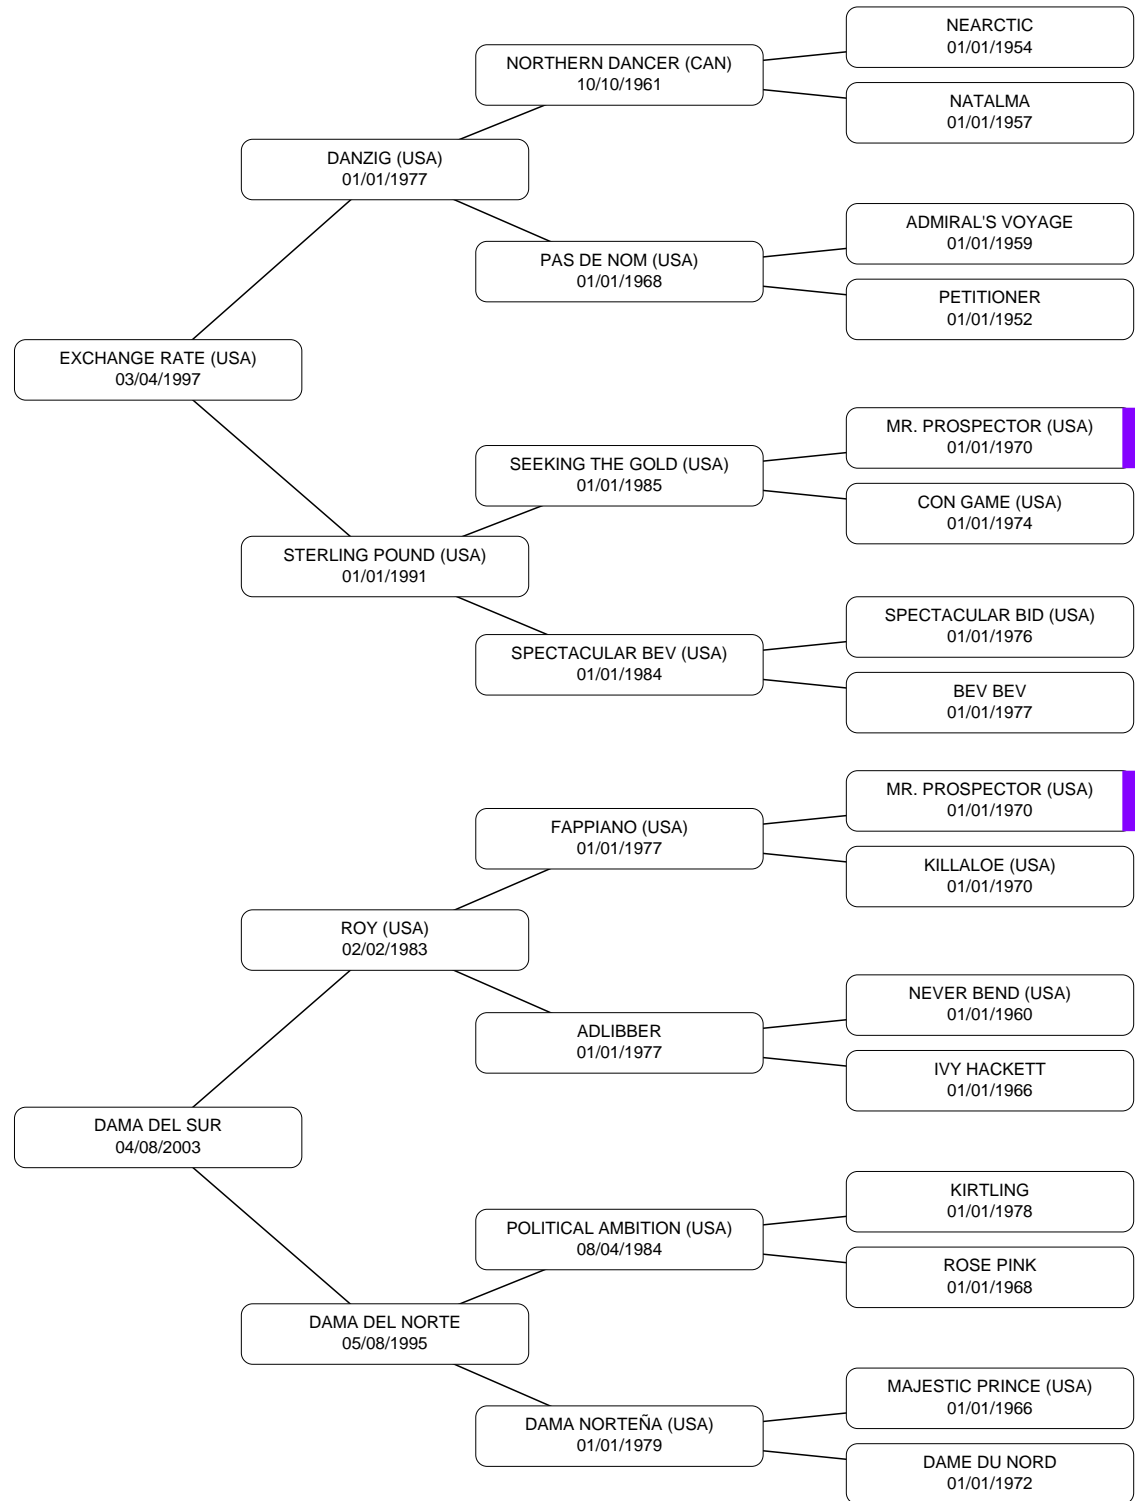 NEARCTIC
01/01/1954
NORTHERN DANCER (CAN)
10/10/1961
NATALMA
01/01/1957
DANZIG (USA)
01/01/1977
ADMIRAL'S VOYAGE
01/01/1959
PAS DE NOM (USA)
01/01/1968
PETITIONER
01/01/1952
EXCHANGE RATE (USA)
03/04/1997
MR. PROSPECTOR (USA)
01/01/1970
SEEKING THE GOLD (USA)
01/01/1985
CON GAME (USA)
01/01/1974
STERLING POUND (USA)
01/01/1991
SPECTACULAR BID (USA)
01/01/1976
SPECTACULAR BEV (USA)
01/01/1984
BEV BEV
01/01/1977
MR. PROSPECTOR (USA)
01/01/1970
FAPPIANO (USA)
01/01/1977
KILLALOE (USA)
01/01/1970
ROY (USA)
02/02/1983
NEVER BEND (USA)
01/01/1960
ADLIBBER
01/01/1977
IVY HACKETT
01/01/1966
DAMA DEL SUR
04/08/2003
KIRTLING
01/01/1978
POLITICAL AMBITION (USA)
08/04/1984
ROSE PINK
01/01/1968
DAMA DEL NORTE
05/08/1995
MAJESTIC PRINCE (USA)
01/01/1966
DAMA NORTEÑA (USA)
01/01/1979
DAME DU NORD
01/01/1972